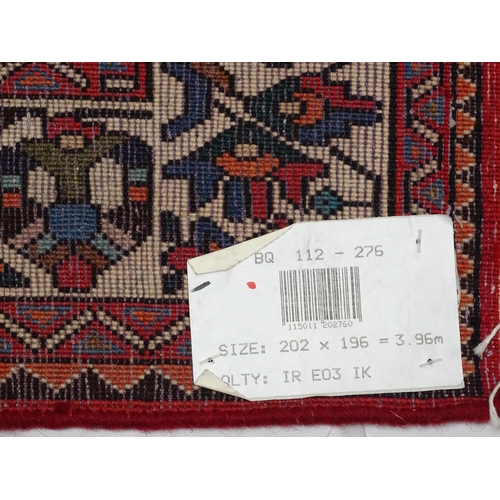 BQ 112 - 276
115011 202760
SIZE: 202 x 196 = 3.96m
QLTY: IR E03 IK